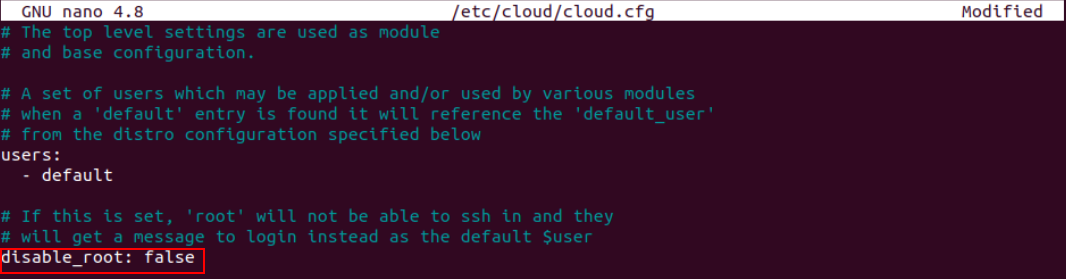 GNU nano 4.8 /etc/cloud/cloud.cfg Modified
# The top level settings are used as module
# and base configuration.
# A set of users which may be applied and/or used by various modules
# when a 'default' entry is found it will reference the 'default_user'
# from the distro configuration specified below
users:
  - default
# If this is set, 'root' will not be able to ssh in and they
# will get a message to login instead as the default $user
disable_root: false